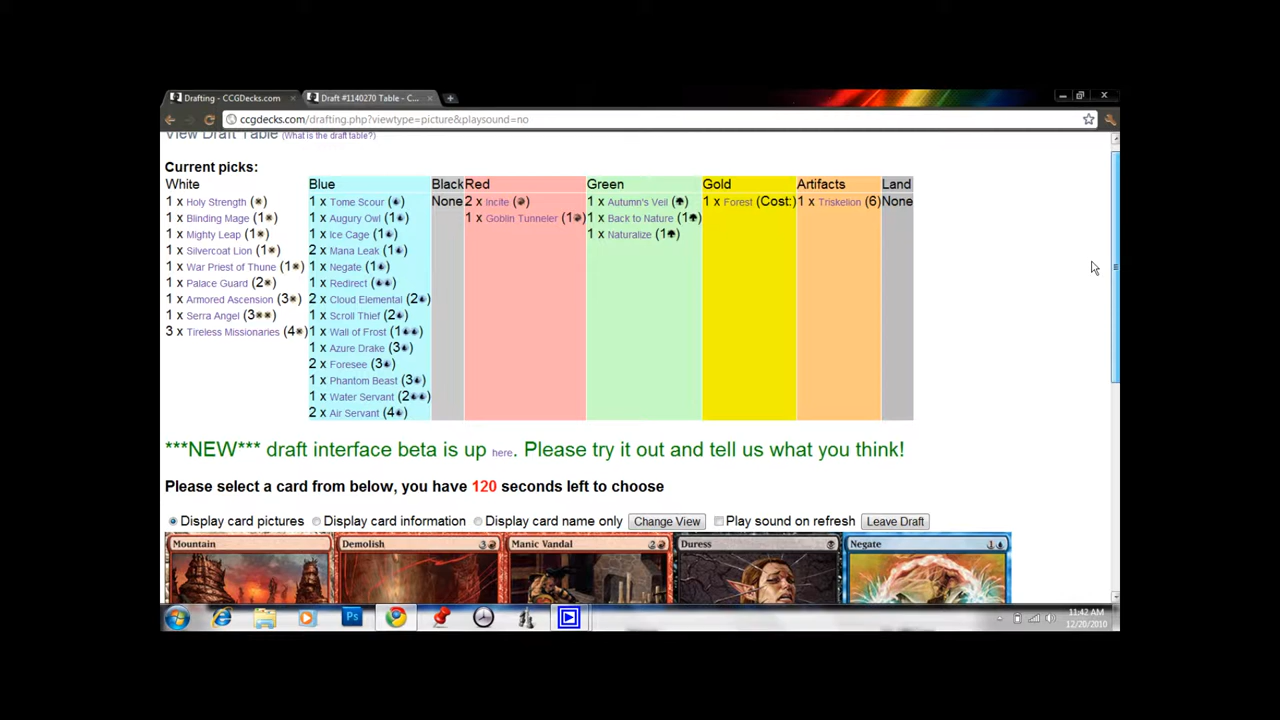 Drafting - CCGDecks.com
Draft #1140270 Table - C...
ccgdecks.com/drafting.php?viewtype=picture&playsound=no
View Draft Table (What is the draft table?)
Current picks:
White Blue Black Red Green Gold Artifacts Land
1 x Holy Strength 1 x Tome Scour None 2 x Incite 1 x Autumn's Veil 1 x Forest (Cost:) 1 x Triskelion (6) None
1 x Blinding Mage (1 1 x Augury Owl (1 1 x Goblin Tunneler (1 1 x Back to Nature (1
1 x Mighty Leap (1 1 x Ice Cage (1 1 x Naturalize (1
1 x Silvercoat Lion (1 2 x Mana Leak (1
1 x War Priest of Thune (1 1 x Negate (1
1 x Palace Guard (2 1 x Redirect
1 x Armored Ascension (3 2 x Cloud Elemental (2
1 x Serra Angel (3 1 x Scroll Thief (2
3 x Tireless Missionaries (4 1 x Wall of Frost (1
1 x Azure Drake (3
2 x Foresee (3
1 x Phantom Beast (3
1 x Water Servant (2
2 x Air Servant (4
***NEW*** draft interface beta is up here. Please try it out and tell us what you think!
Please select a card from below, you have 120 seconds left to choose
Display card pictures Display card information Display card name only Change View Play sound on refresh Leave Draft
Mountain Demolish 3 Manic Vandal 2 Duress Negate 1
Ps
11:42 AM
12/20/2010